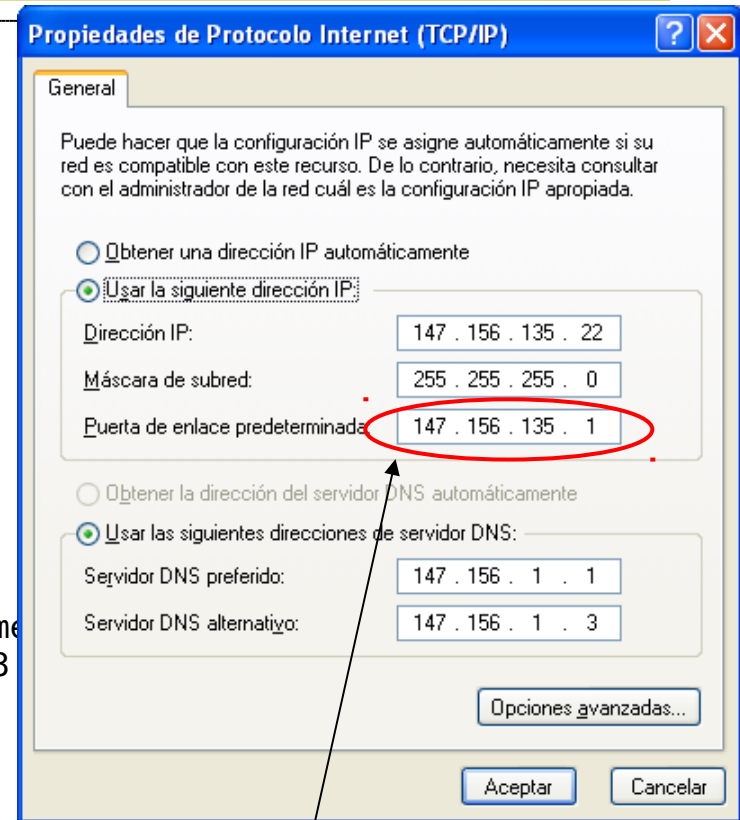 Propiedades de Protocolo Internet (TCP/IP)
General
Puede hacer que la configuración IP se asigne automáticamente si su
red es compatible con este recurso. De lo contrario, necesita consultar
con el administrador de la red cuál es la configuración IP apropiada.
Obtener una dirección IP automáticamente
Usar la siguiente dirección IP:
Dirección IP: 147 . 156 . 135 . 22
Máscara de subred: 255 . 255 . 255 . 0
Puerta de enlace predeterminada 147 . 156 . 135 . 1
Obtener la dirección del servidor DNS automáticamente
Usar las siguientes direcciones de servidor DNS:
Servidor DNS preferido: 147 . 156 . 1 . 1
Servidor DNS alternativo: 147 . 156 . 1 . 3
Opciones avanzadas...
Aceptar Cancelar